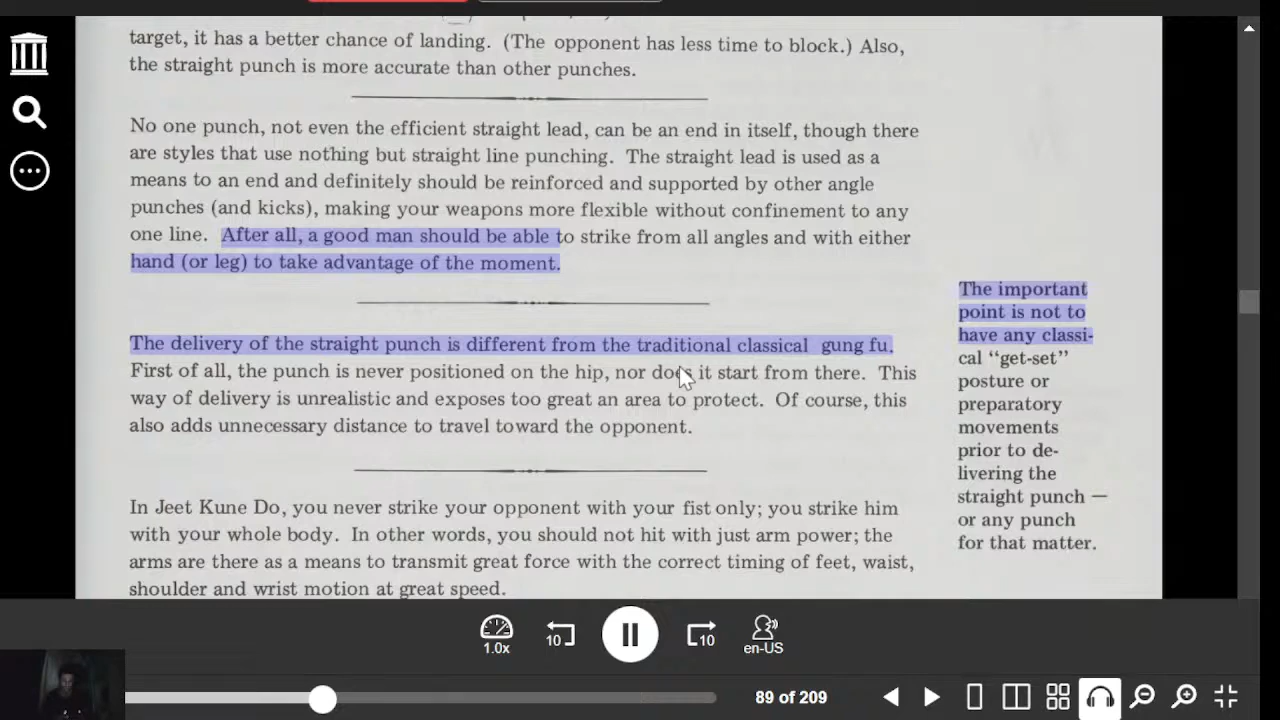 target, it has a better chance of landing. (The opponent has less time to block.) Also,
the straight punch is more accurate than other punches.
No one punch, not even the efficient straight lead, can be an end in itself, though there
are styles that use nothing but straight line punching. The straight lead is used as a
means to an end and definitely should be reinforced and supported by other angle
punches (and kicks), making your weapons more flexible without confinement to any
one line. After all, a good man should be able to strike from all angles and with either
hand (or leg) to take advantage of the moment.
The delivery of the straight punch is different from the traditional classical gung fu.
First of all, the punch is never positioned on the hip, nor does it start from there. This
way of delivery is unrealistic and exposes too great an area to protect. Of course, this
also adds unnecessary distance to travel toward the opponent.
In Jeet Kune Do, you never strike your opponent with your fist only; you strike him
with your whole body. In other words, you should not hit with just arm power; the
arms are there as a means to transmit great force with the correct timing of feet, waist,
shoulder and wrist motion at great speed.
The important
point is not to
have any classi-
cal “get-set”
posture or
preparatory
movements
prior to de-
livering the
straight punch —
or any punch
for that matter.
10
10
1.0x
en-US
89 of 209